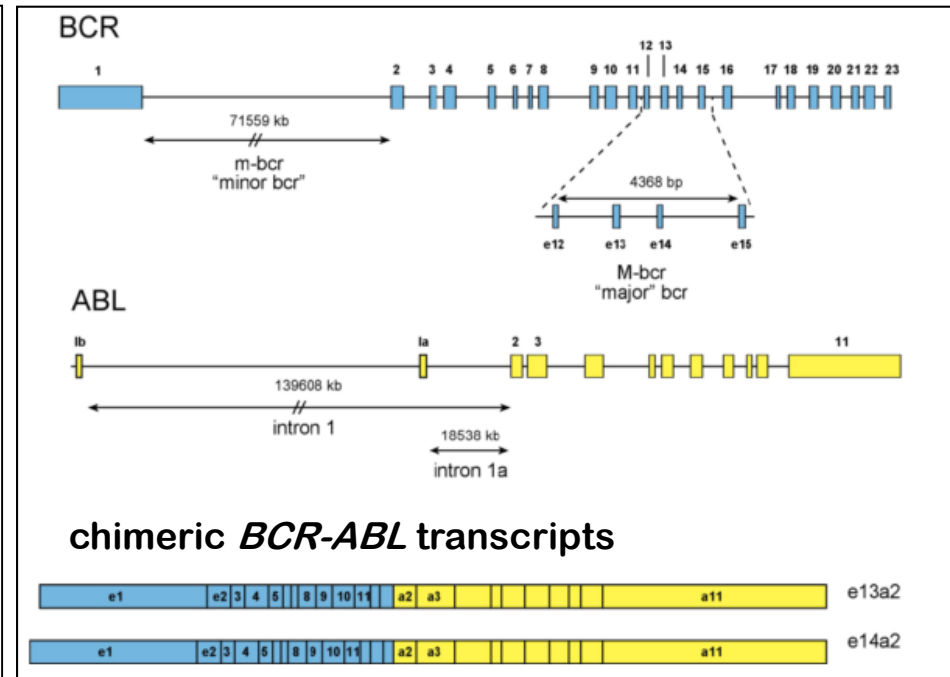 BCR
12 13
1 2 3 4 5 6 7 8 9 10 11 14 15 16 17 18 19 20 21 22 23
71559 kb
m-bcr
"minor bcr"
4368 bp
e12 e13 e14 e15
M-bcr
"major" bcr
ABL
Ib Ia 2 3 11
139608 kb
intron 1
18538 kb
intron 1a
chimeric BCR-ABL transcripts
e1 e2 3 4 5 8 9 10 11 a2 a3 a11 e13a2
e1 e2 3 4 5 8 9 10 11 a2 a3 a11 e14a2